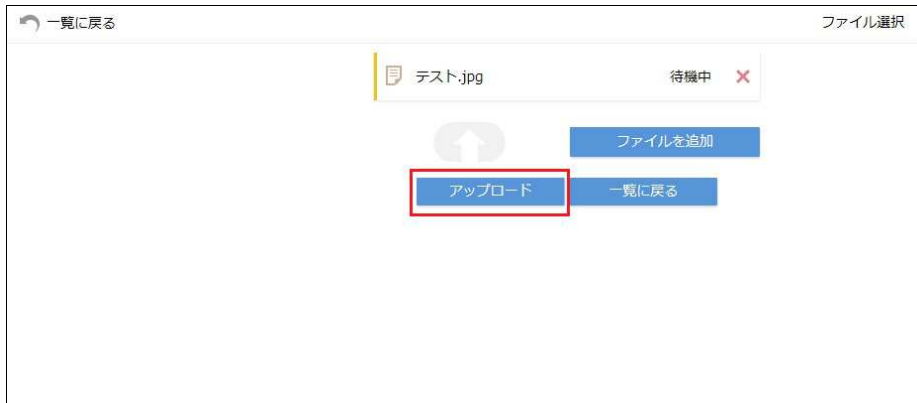 一覧に戻る
ファイル選択
テスト.jpg
待機中
ファイルを追加
アップロード
一覧に戻る